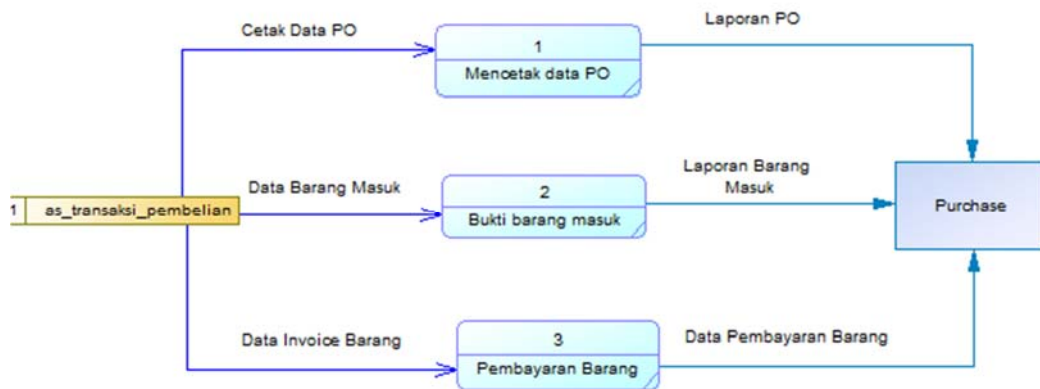 Cetak Data PO
1
Mencetak data PO
Laporan PO
1 as_transaksi_pembelian
Data Barang Masuk
2
Bukti barang masuk
Laporan Barang
Masuk
Purchase
Data Invoice Barang
3
Pembayaran Barang
Data Pembayaran Barang